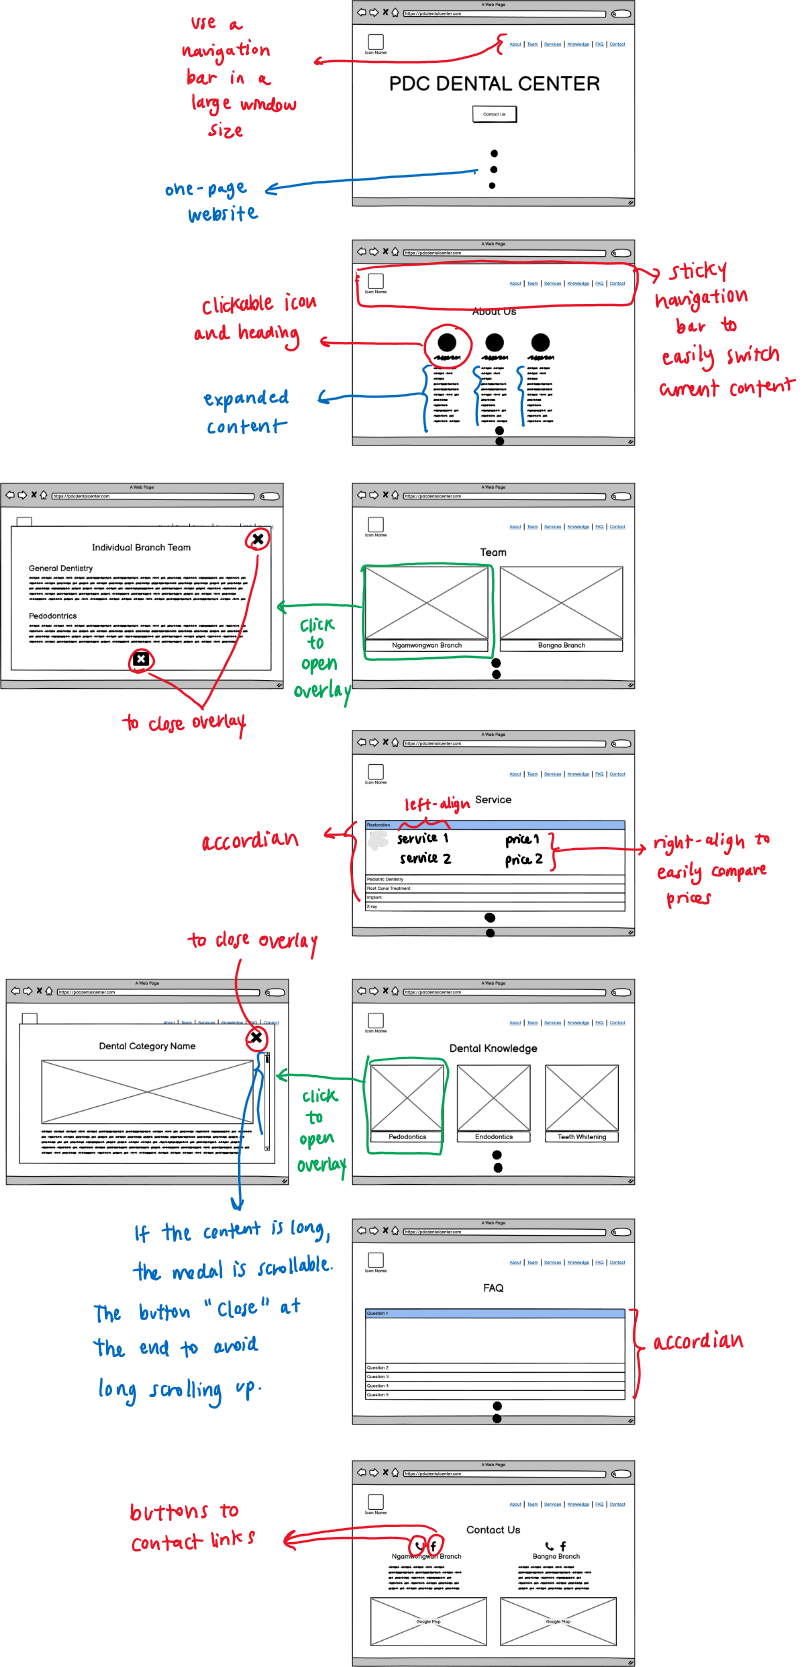 A Web Page
https://pdcdentalcenter.com
use a
navigation
bar in a
large window
size
Icon Name
About | Team | Services | Knowledge | FAQ | Contact
PDC DENTAL CENTER
Contact Us
one-page
website
A Web Page
https://pdcdentalcenter.com
Icon Name
About | Team | Services | Knowledge | FAQ | Contact
sticky
navigation
bar to
easily switch
current content
About Us
clickable icon
and heading
expanded
content
A Web Page
https://pdcdentalcenter.com
Individual Branch Team
General Dentistry
Pedodontrics
to close overlay
click
to
open
overlay
A Web Page
https://pdcdentalcenter.com
Icon Name
About | Team | Services | Knowledge | FAQ | Contact
Team
Ngamwongwan Branch
Bangna Branch
A Web Page
https://pdcdentalcenter.com
Icon Name
About | Team | Services | Knowledge | FAQ | Contact
Service
left-align
accordian
Restoration
service 1 price 1
service 2 price 2
right-align to
easily compare
prices
Pediatric Dentistry
Root Canal Treatment
Implant
X-ray
to close overlay
A Web Page
https://pdcdentalcenter.com
About | Team | Services | Knowledge | FAQ | Contact
Dental Category Name
click
to
open
overlay
A Web Page
https://pdcdentalcenter.com
Icon Name
About | Team | Services | Knowledge | FAQ | Contact
Dental Knowledge
Pedodontics
Endodontics
Teeth Whitening
If the content is long,
the modal is scrollable.
The button "Close" at
the end to avoid
long scrolling up.
A Web Page
https://pdcdentalcenter.com
Icon Name
About | Team | Services | Knowledge | FAQ | Contact
FAQ
Question 1
Question 2
Question 3
Question 4
Question 5
accordian
A Web Page
https://pdcdentalcenter.com
Icon Name
About | Team | Services | Knowledge | FAQ | Contact
Contact Us
buttons to
contact links
Ngamwongwan Branch
Bangna Branch
Google Map
Google Map